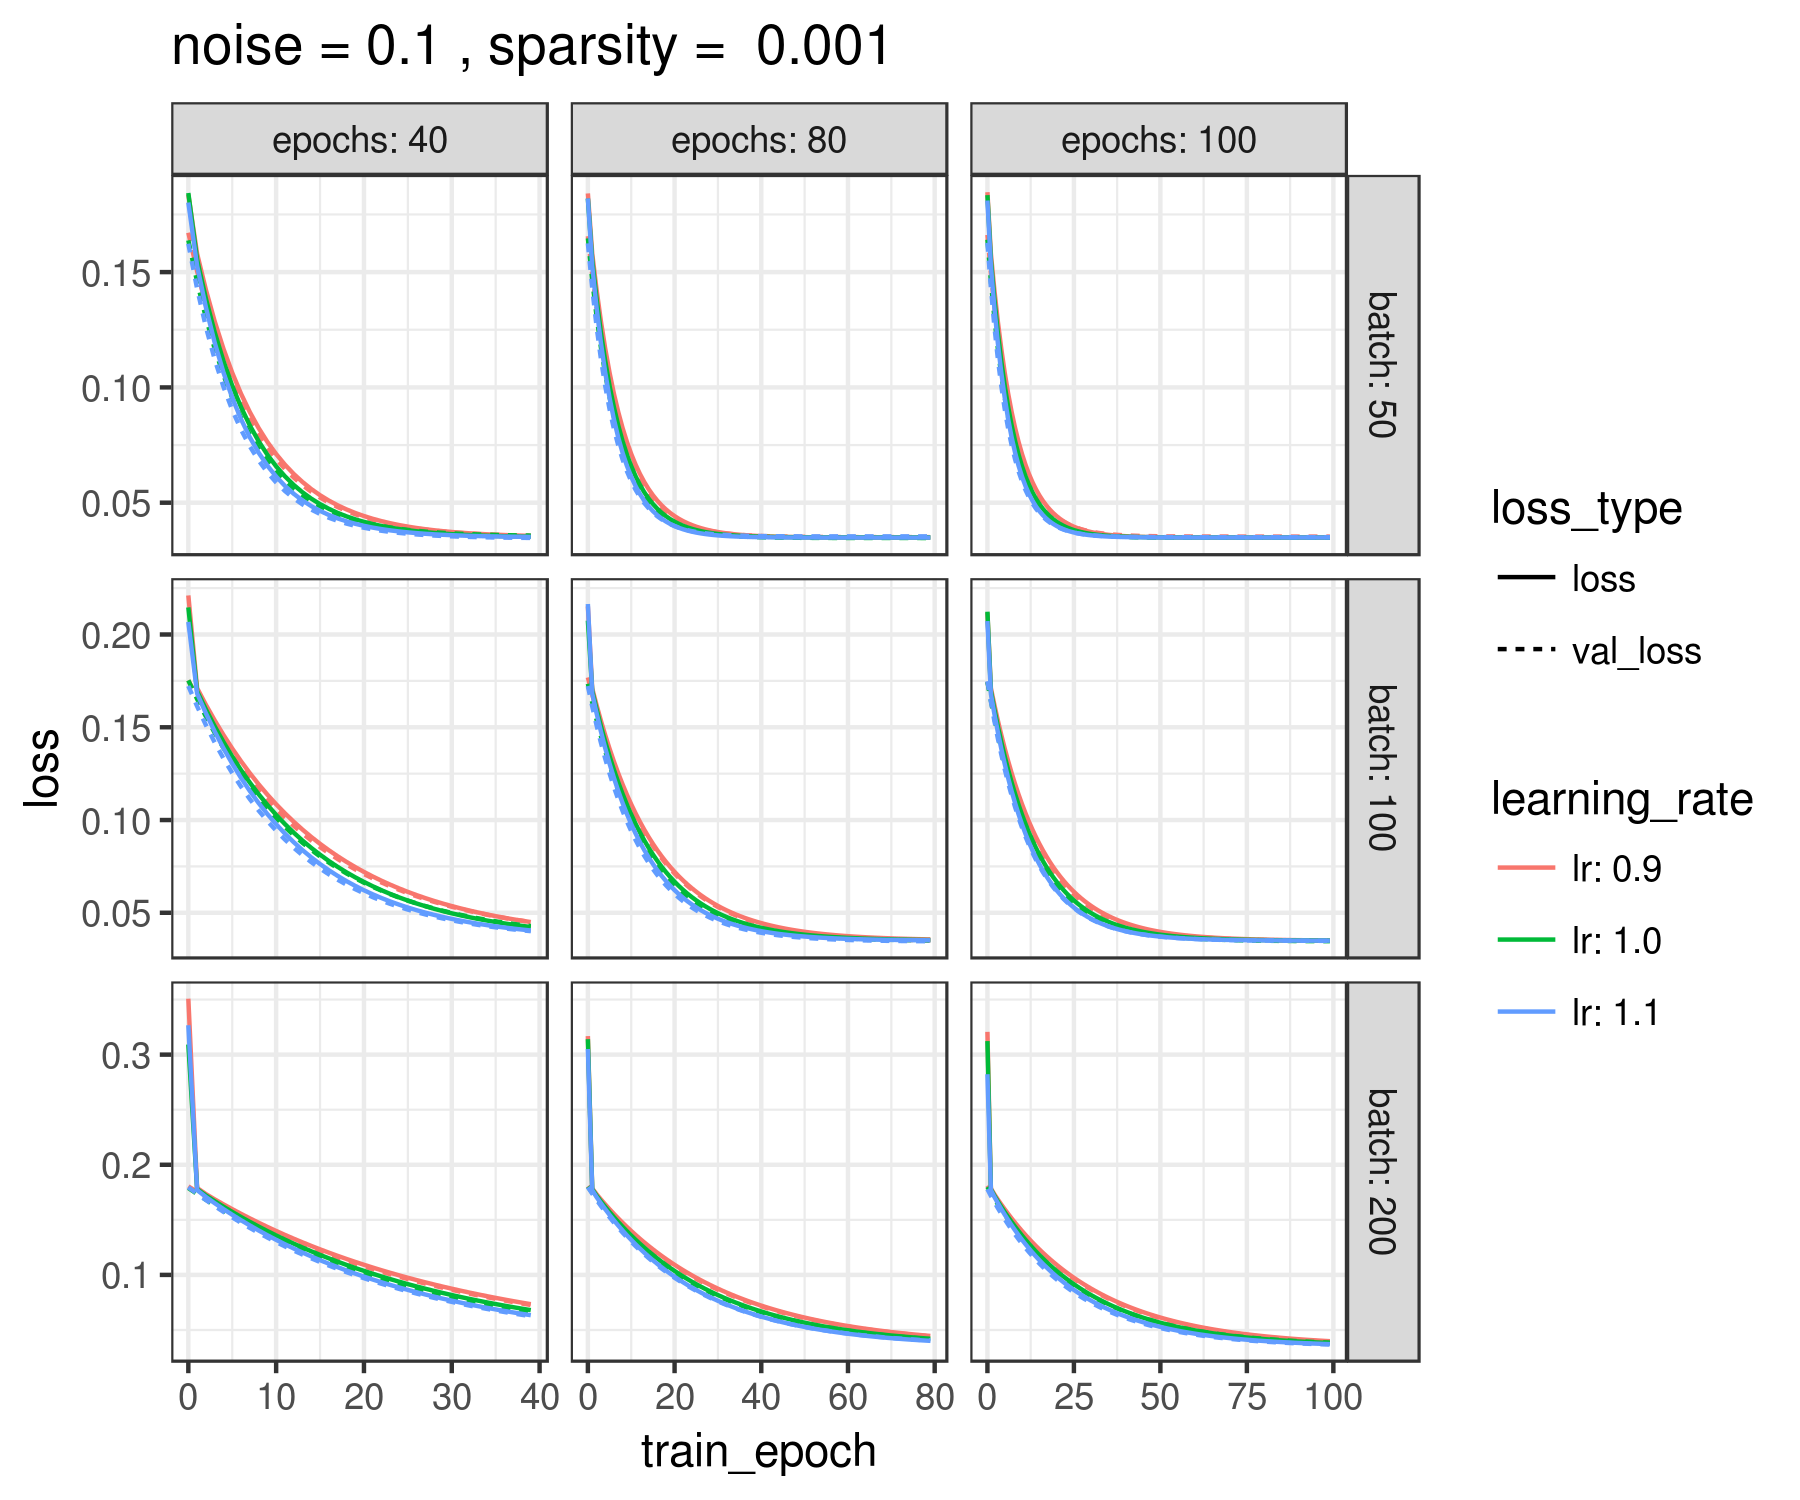 noise = 0.1 , sparsity =  0.001
epochs: 40
epochs: 80
epochs: 100
0.15
0.10
0.05
batch: 50
0.20
0.15
0.10
0.05
batch: 100
0.3
0.2
0.1
batch: 200
0 10 20 30 40
0 20 40 60 80
0 25 50 75 100
train_epoch
loss
loss_type
loss
val_loss
learning_rate
lr: 0.9
lr: 1.0
lr: 1.1